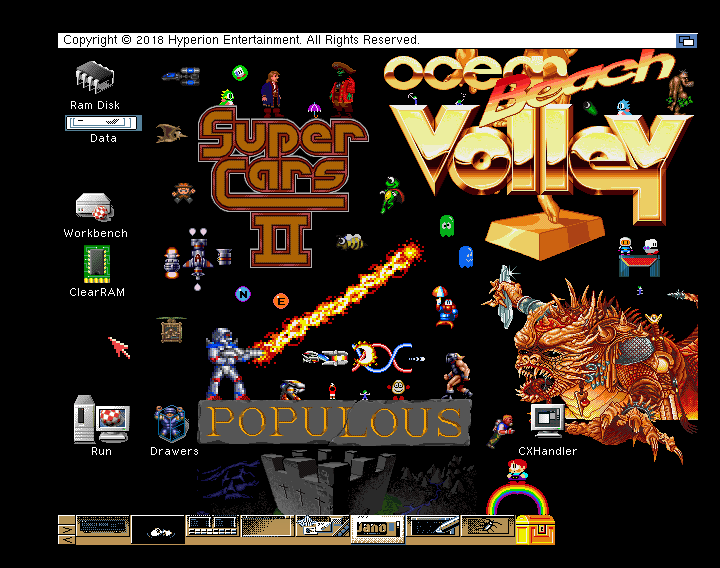 Copyright © 2018 Hyperion Entertainment. All Rights Reserved.
Ram Disk
Data
Workbench
ClearRAM
Run
Drawers
CXHandler
Super
Cars
II
ocean
Beach
Volley
N
E
POPULOUS
Jano